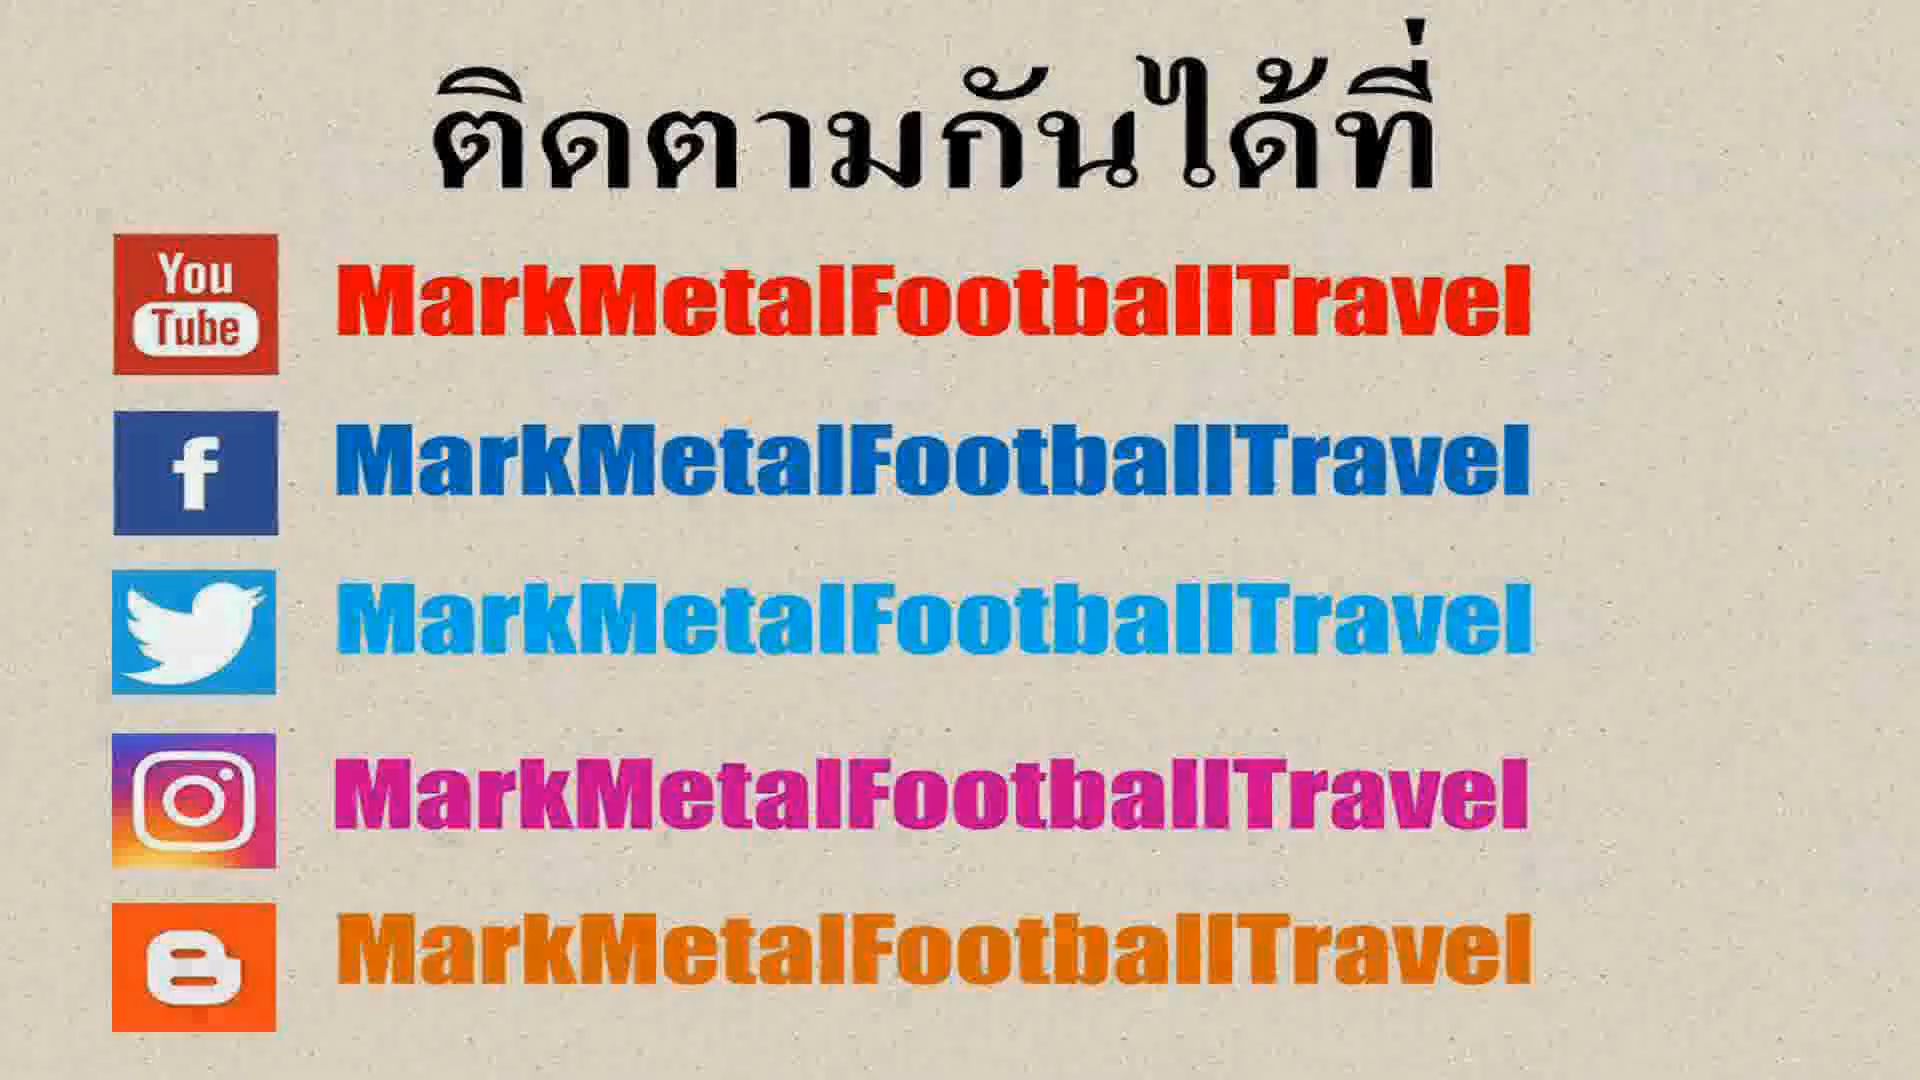 ติดตามกันได้ที่
You
Tube
MarkMetalFootballTravel
f
MarkMetalFootballTravel
MarkMetalFootballTravel
MarkMetalFootballTravel
B
MarkMetalFootballTravel